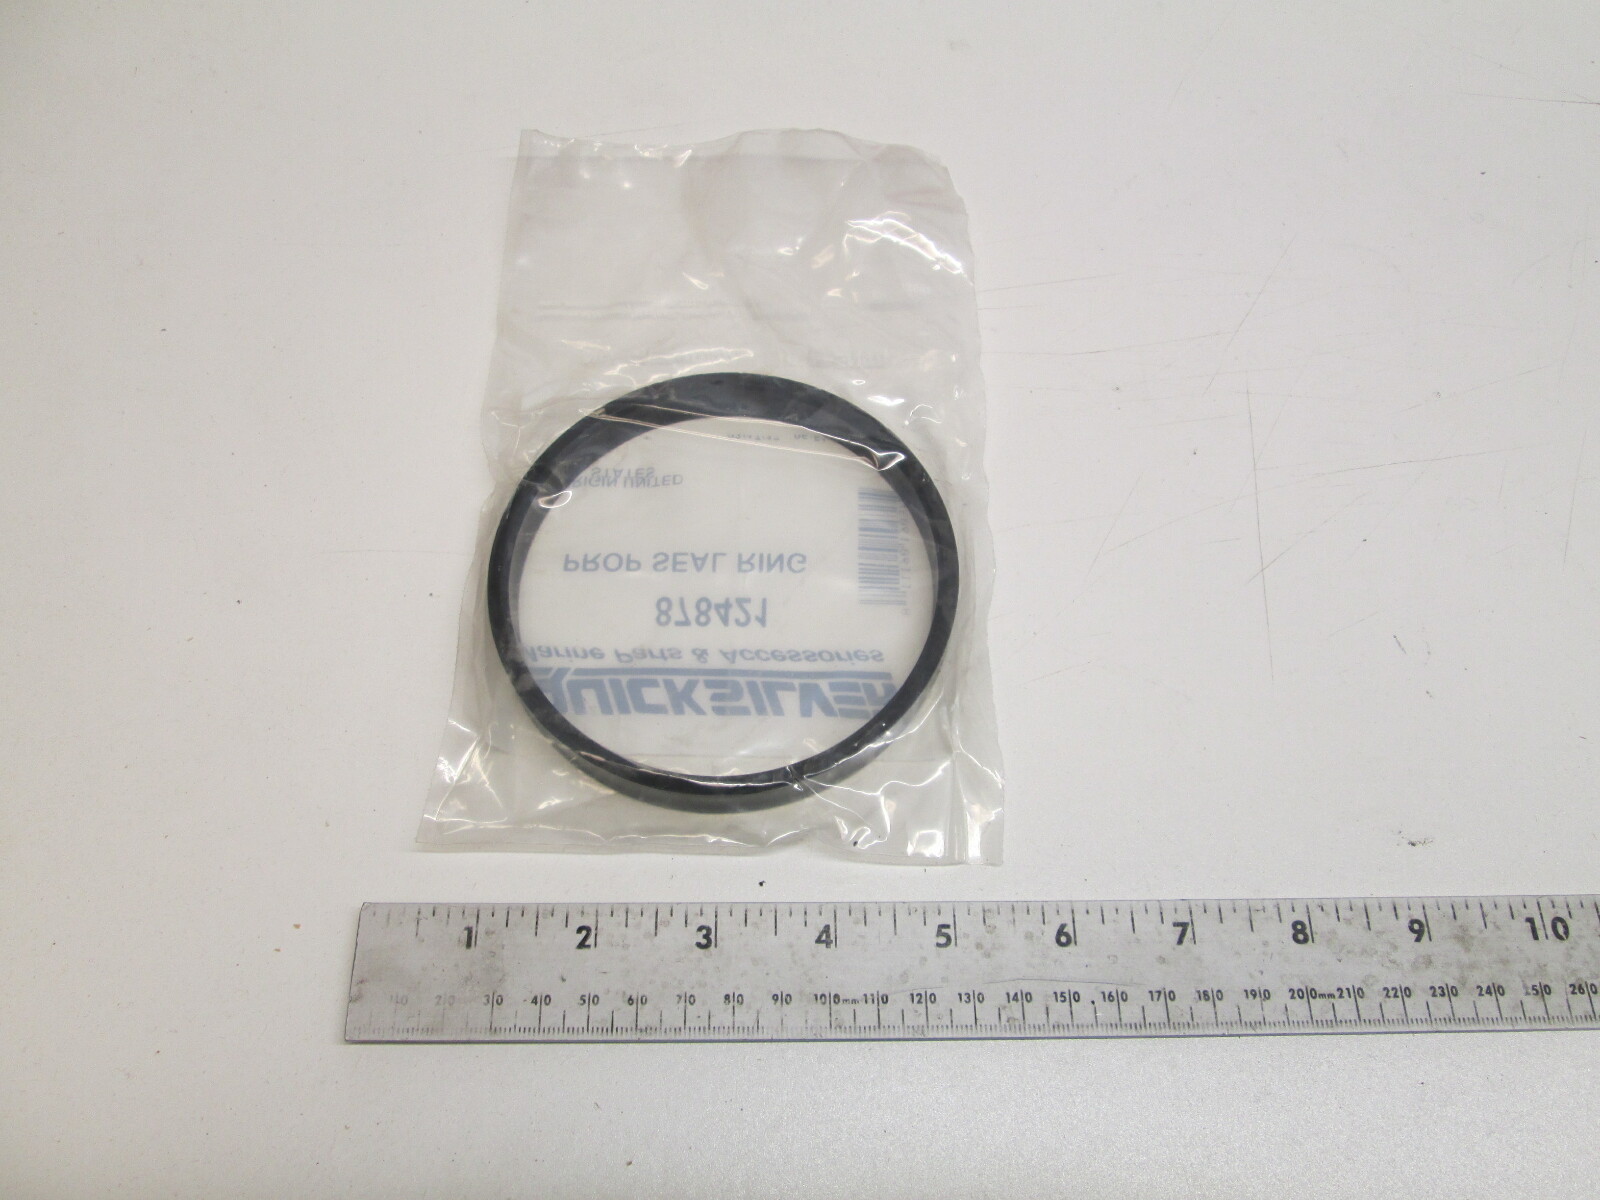 QUICKSILVER
Marine Parts & Accessories
878421
PROP SEAL RING
RIGIN UNITED
STATES
1 2 3 4 5 6 7 8 9 10
10 20 30 40 50 60 70 80 90 100mm 110 120 130 140 150 160 170 180 190 200mm 210 220 230 240 250 260